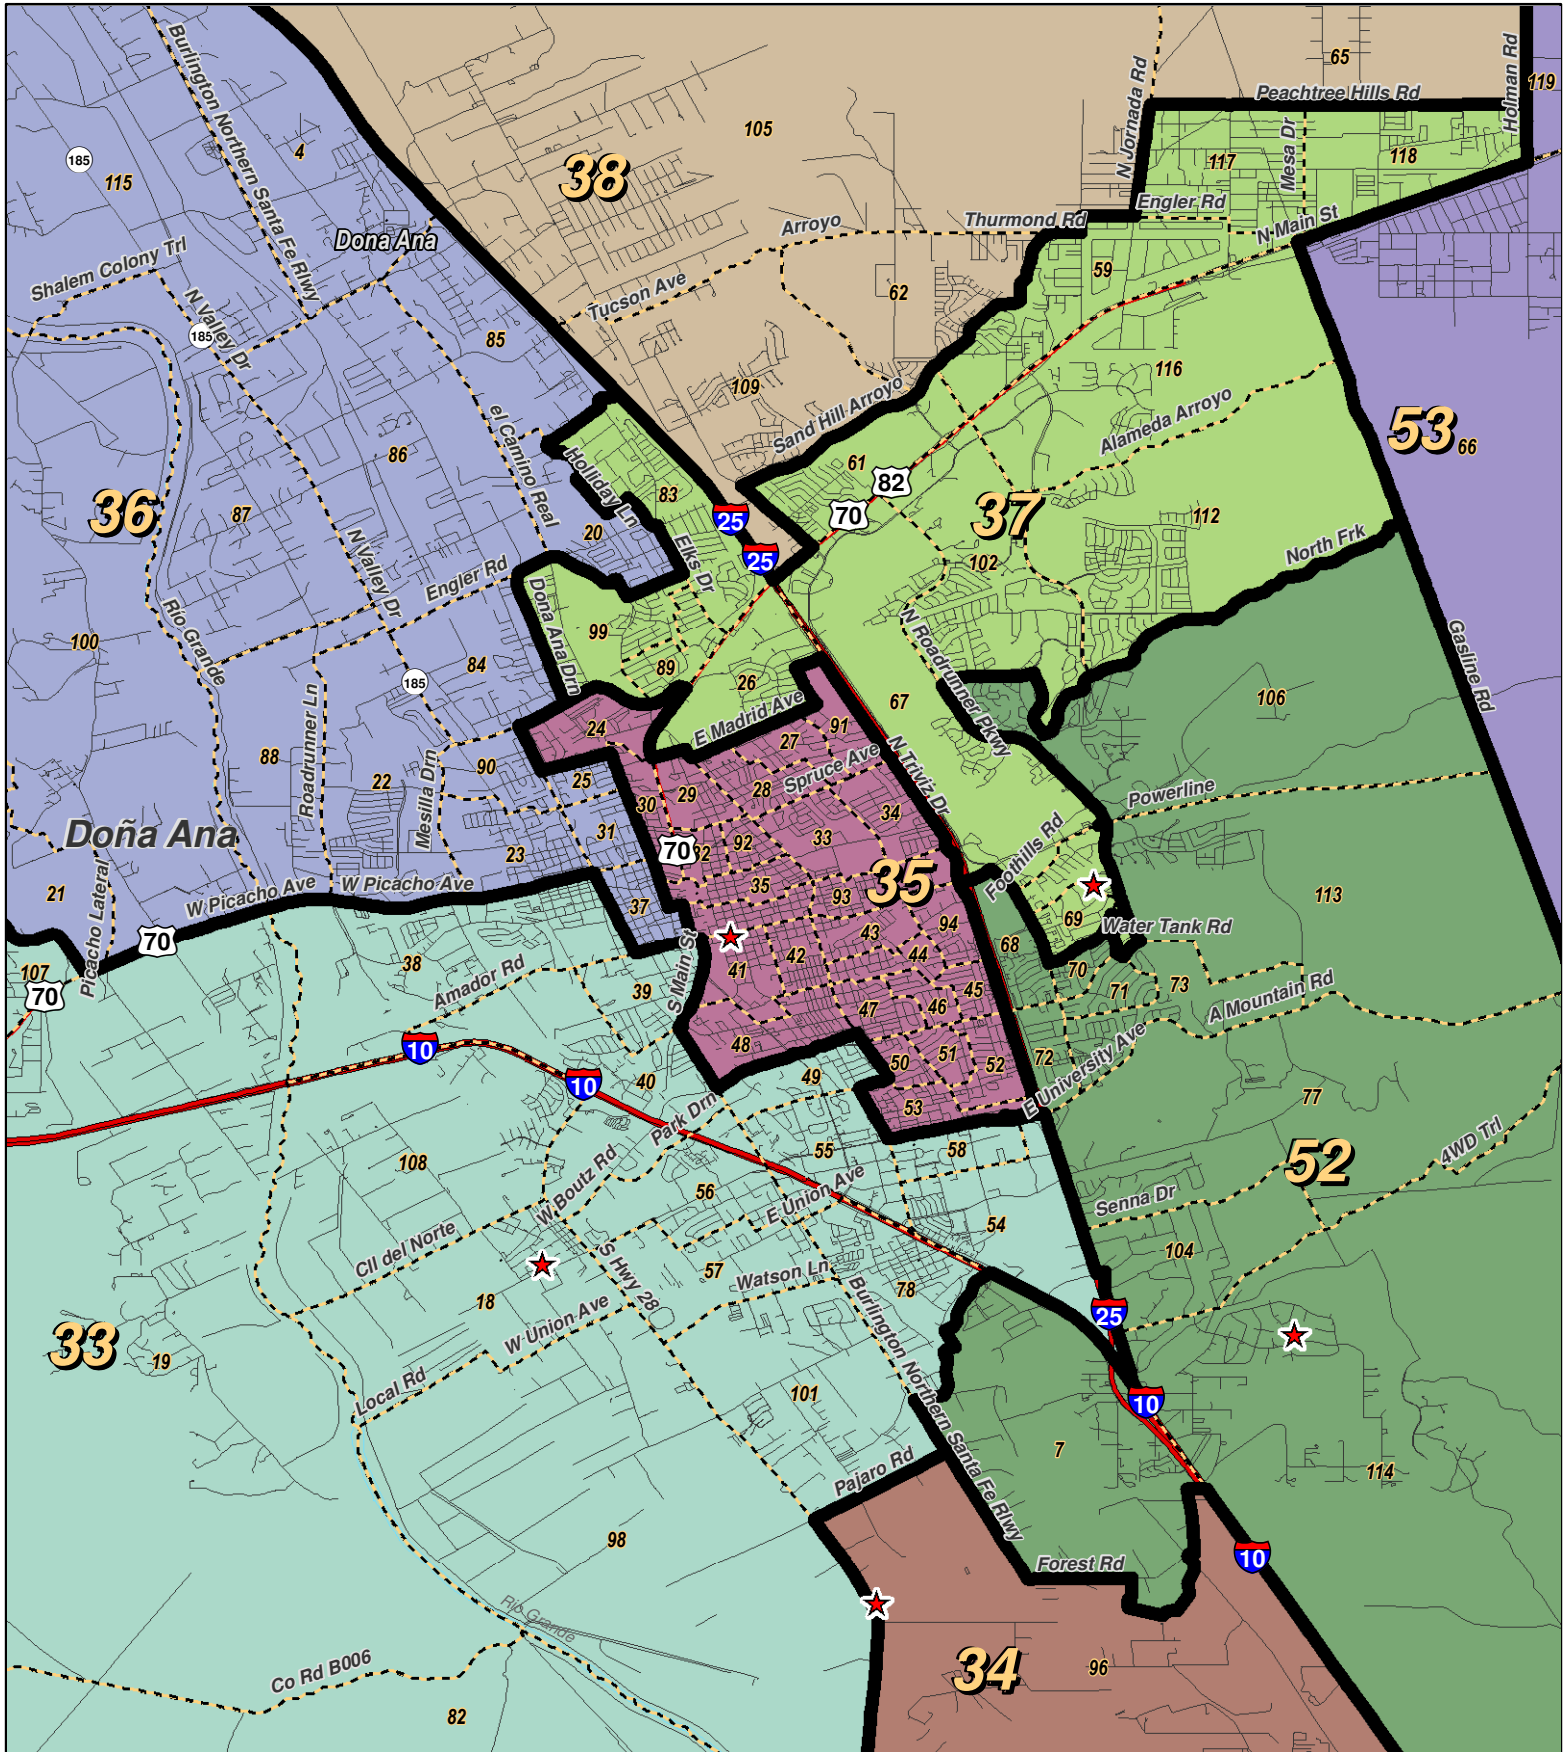 65
119
Peachtree Hills Rd
Holman Rd
N Jornada Rd
Burlington Northern Santa Fe Rlwy
185
115
4
105
38
117
Mesa Dr
118
Engler Rd
Thurmond Rd
N Main St
Arroyo
Dona Ana
Shalem Colony Trl
N Valley Dr
185
Tucson Ave
62
59
85
109
116
Sand Hill Arroyo
Alameda Arroyo
el Camino Real
86
Holliday Ln
83
61
82
70
37
53
66
36
87
20
25
25
112
North Frk
102
N Valley Dr
Engler Rd
Elks Dr
Dona Ana Drn
Río Grande
100
99
89
26
84
185
N Roadrunner Pkwy
67
Gasline Rd
106
E Madrid Ave
24
27
91
88
Roadrunner Ln
22
Mesilla Drn
90
25
30
29
28
Spruce Ave
N Triviz Dr
34
Powerline
Doña Ana
31
23
70
92
33
35
35
93
Foothills Rd
113
21
Picacho Lateral
W Picacho Ave
W Picacho Ave
37
69
Water Tank Rd
70
107
70
38
Amador Rd
39
S Main St
41
42
43
94
44
68
70
71
73
A Mountain Rd
45
46
47
48
10
10
40
49
50
51
52
72
E University Ave
53
77
Park Drn
108
55
58
52
4WD Trl
W Boutz Rd
56
E Union Ave
54
Senna Dr
104
Cll del Norte
S Hwy 28
57
Watson Ln
78
18
W Union Ave
25
33
19
Local Rd
Burlington Northern Santa Fe Rlwy
101
10
7
114
Pajaro Rd
98
Forest Rd
10
Rio Grande
34
96
Co Rd B006
82